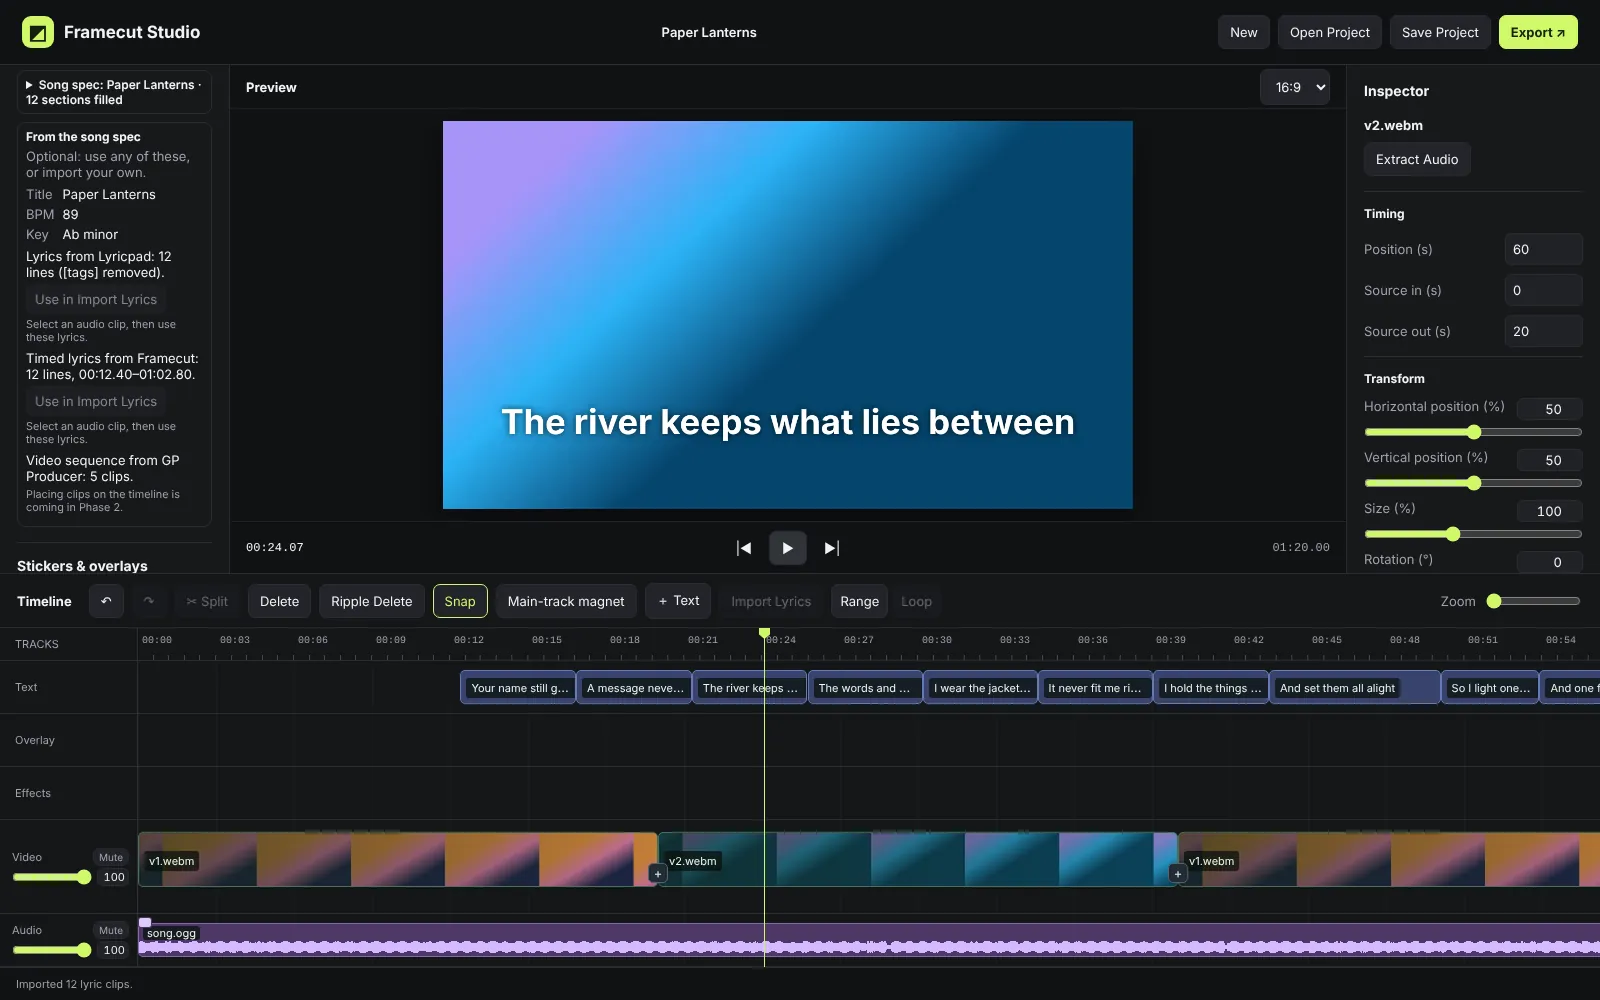 Framecut Studio
Paper Lanterns
New
Open Project
Save Project
Export ↗
▶ Song spec: Paper Lanterns ·
12 sections filled
From the song spec
Optional: use any of these,
or import your own.
Title Paper Lanterns
BPM 89
Key Ab minor
Lyrics from Lyricpad: 12
lines ([tags] removed).
Use in Import Lyrics
Select an audio clip, then use
these lyrics.
Timed lyrics from Framecut:
12 lines, 00:12.40–01:02.80.
Use in Import Lyrics
Select an audio clip, then use
these lyrics.
Video sequence from GP
Producer: 5 clips.
Placing clips on the timeline is
coming in Phase 2.
Stickers & overlays
Preview
16:9
The river keeps what lies between
00:24.07
01:20.00
Inspector
v2.webm
Extract Audio
Timing
Position (s) 60
Source in (s) 0
Source out (s) 20
Transform
Horizontal position (%) 50
Vertical position (%) 50
Size (%) 100
Rotation (°) 0
Timeline
↶
↷
✂ Split
Delete
Ripple Delete
Snap
Main-track magnet
+ Text
Import Lyrics
Range
Loop
Zoom
TRACKS
00:00 00:03 00:06 00:09 00:12 00:15 00:18 00:21 00:24 00:27 00:30 00:33 00:36 00:39 00:42 00:45 00:48 00:51 00:54
Text
Your name still g...
A message neve...
The river keeps ...
The words and ...
I wear the jacket...
It never fit me ri...
I hold the things ...
And set them all alight
So I light one...
And one f
Overlay
Effects
Video
Mute
100
v1.webm
+
v2.webm
+
v1.webm
Audio
Mute
100
song.ogg
Imported 12 lyric clips.